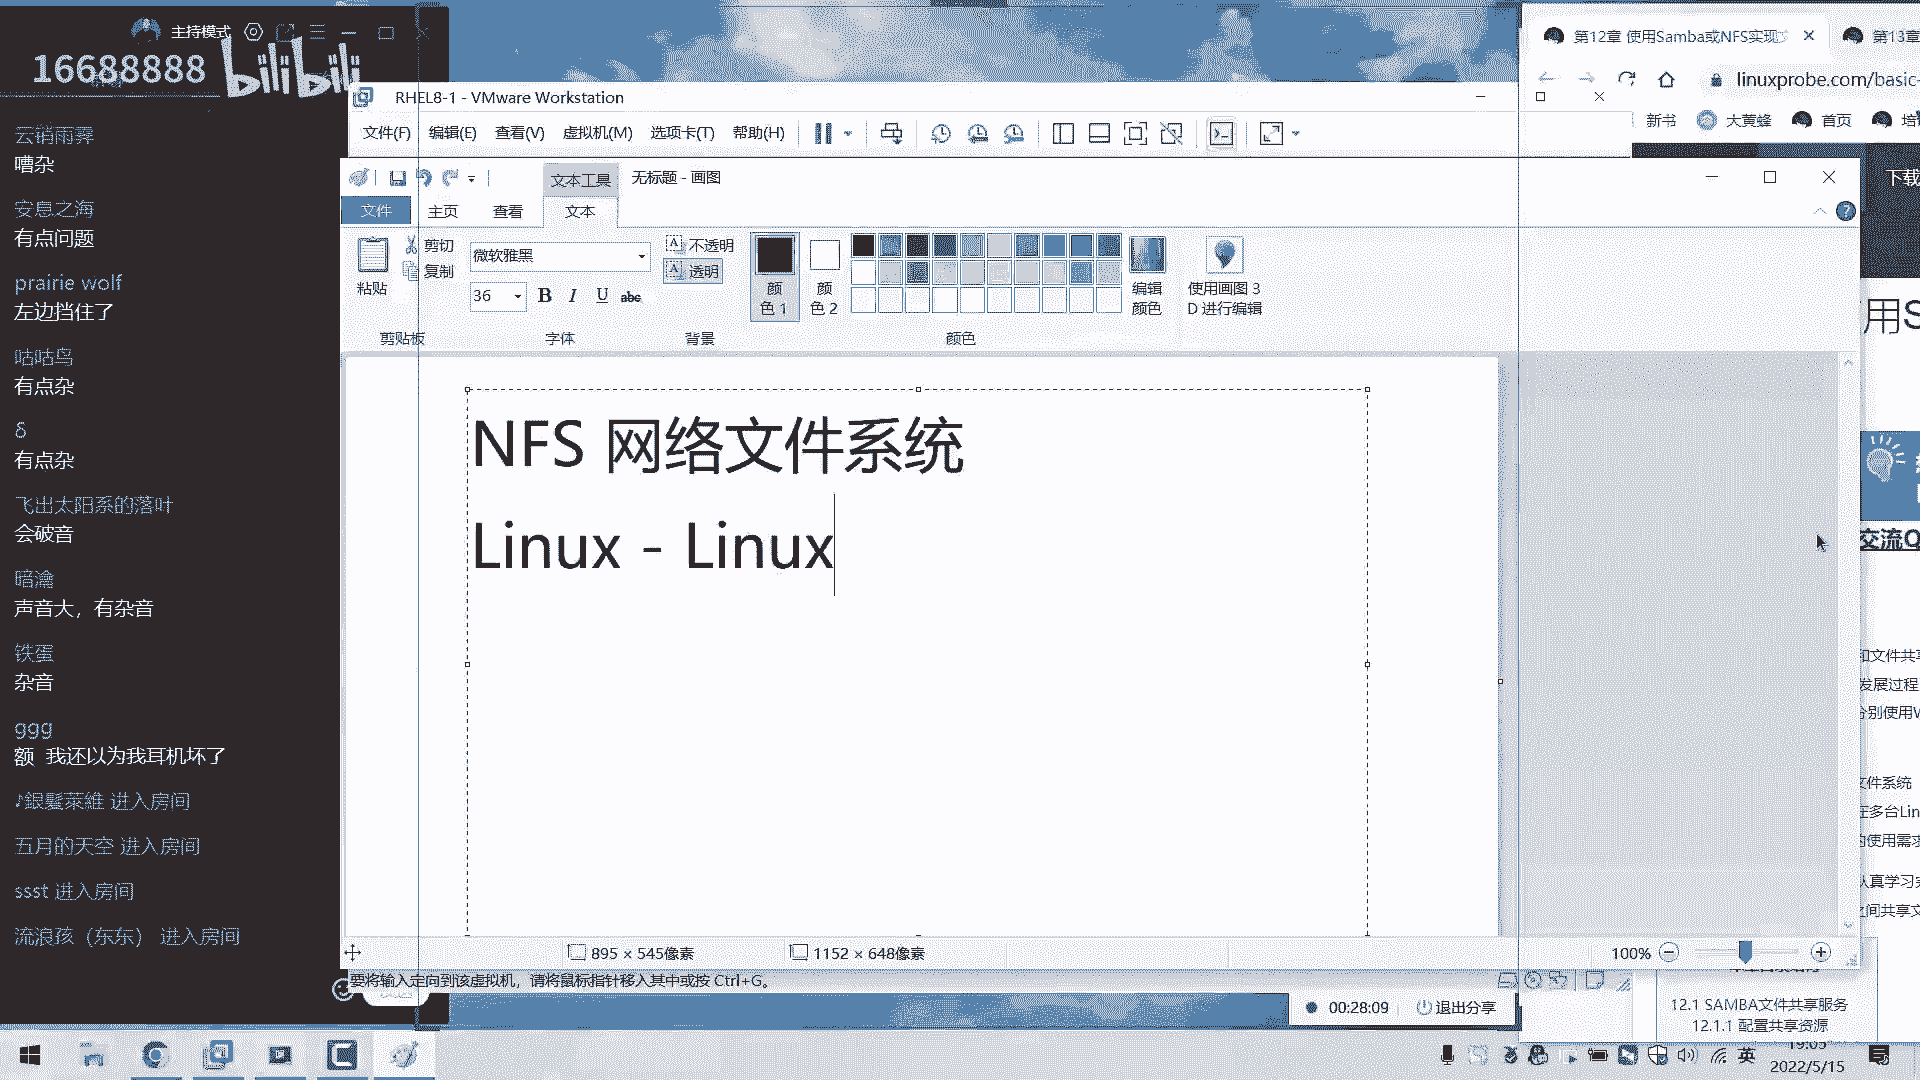 主持模式
16688888
bilibili
云销雨霁
嘈杂
安息之海
有点问题
prairie wolf
左边挡住了
咕咕鸟
有点杂
δ
有点杂
飞出太阳系的落叶
会破音
暗瀹
声音大，有杂音
铁蛋
杂音
ggg
额 我还以为我耳机坏了
进入房间
五月的天空 进入房间
ssst 进入房间
流浪孩（东东） 进入房间
RHEL8-1 - VMware Workstation
文件(F) 编辑(E) 查看(V) 虚拟机(M) 选项卡(T) 帮助(H)
文本工具 无标题 - 画图
文件 主页 查看 文本
粘贴
剪切
复制
剪贴板
微软雅黑
36
B I U abc
字体
不透明
透明
背景
颜色 1
颜色 2
颜色
编辑颜色
使用画图 3D 进行编辑
NFS 网络文件系统
Linux - Linux
895 × 545像素
1152 × 648像素
100%
要将输入定向到该虚拟机，请将鼠标指针移入其中或按 Ctrl+G。
00:28:09 退出分享
第12章 使用Samba或NFS实现
第13章
linuxprobe.com/basic-
新书 大黄蜂 首页 培
下载
用S
交流Q
和文件共享
发展过程
分别使用V
文件系统
在多台Lin
的使用需求
认真学习完
之间共享文
12.1 SAMBA文件共享服务
12.1.1 配置共享资源
英
19:05
2022/5/15